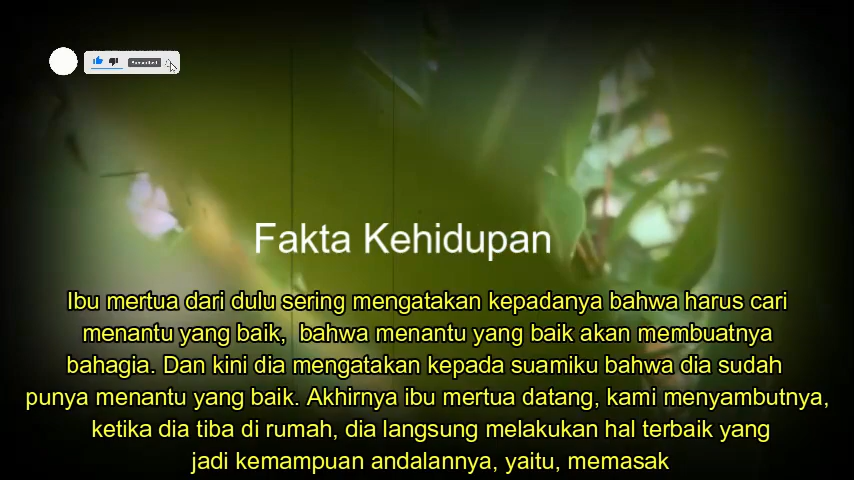 Fakta Kehidupan
Ibu mertua dari dulu sering mengatakan kepadanya bahwa harus cari
menantu yang baik,  bahwa menantu yang baik akan membuatnya
bahagia. Dan kini dia mengatakan kepada suamiku bahwa dia sudah
punya menantu yang baik. Akhirnya ibu mertua datang, kami menyambutnya,
ketika dia tiba di rumah, dia langsung melakukan hal terbaik yang
jadi kemampuan andalannya, yaitu, memasak